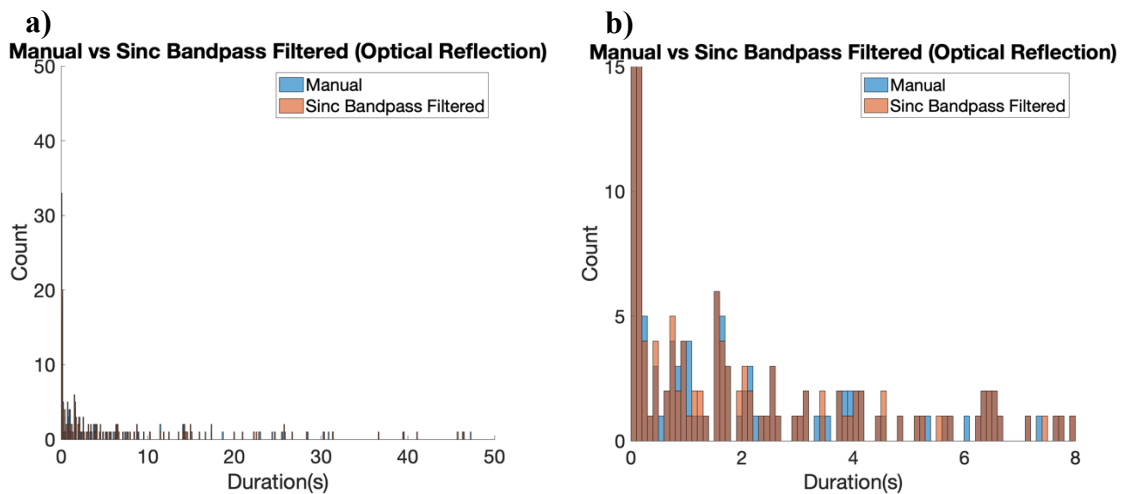 a)
Manual vs Sinc Bandpass Filtered (Optical Reflection)
50
40
30
20
10
0
Count
0 10 20 30 40 50
Duration(s)
Manual
Sinc Bandpass Filtered
b)
Manual vs Sinc Bandpass Filtered (Optical Reflection)
15
10
5
0
Count
0 2 4 6 8
Duration(s)
Manual
Sinc Bandpass Filtered